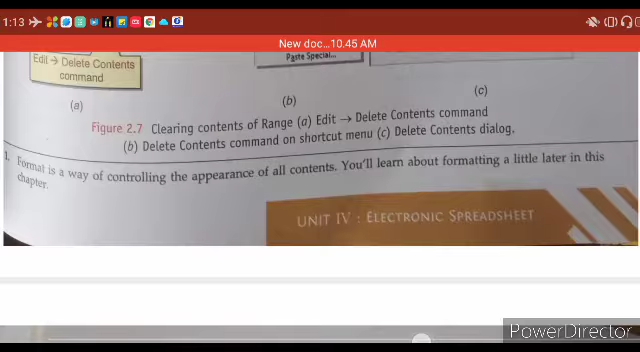 1:13
New doc...10.45 AM
Edit → Delete Contents
command
Paste Special...
(a)
(b)
(c)
Figure 2.7 Clearing contents of Range (a) Edit → Delete Contents command
(b) Delete Contents command on shortcut menu (c) Delete Contents dialog.
1. Format is a way of controlling the appearance of all contents. You'll learn about formatting a little later in this
chapter.
UNIT IV : ELECTRONIC SPREADSHEET
PowerDirector